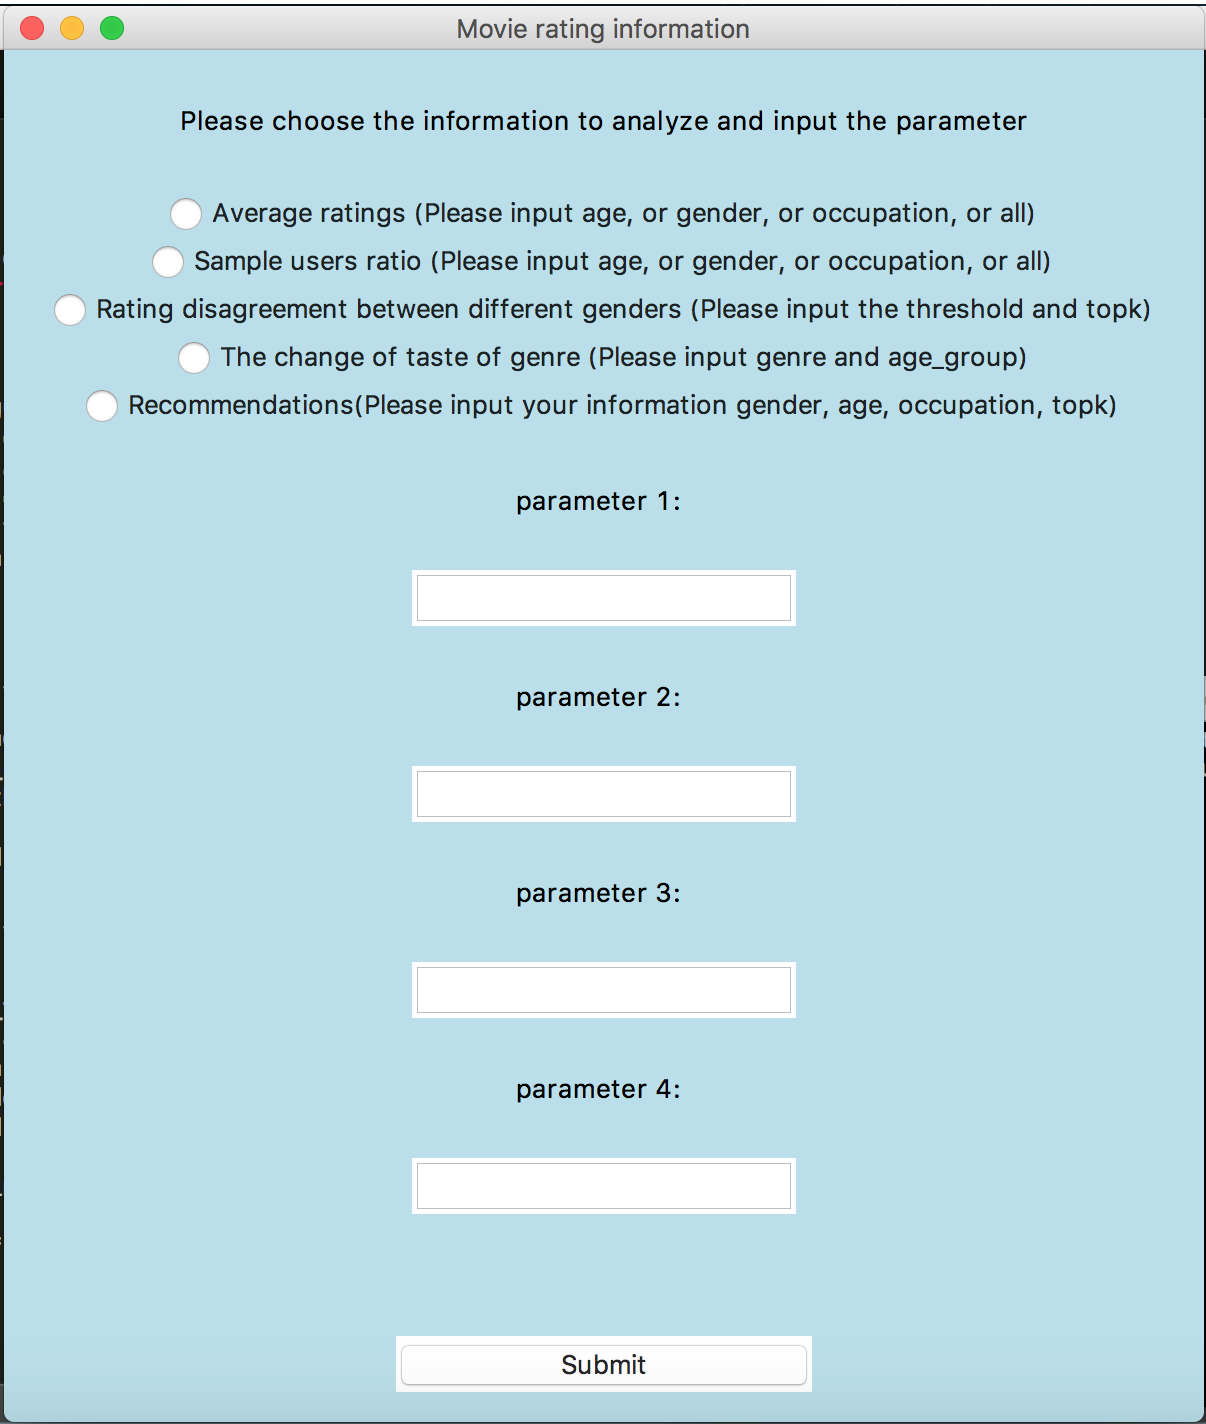 Movie rating information
Please choose the information to analyze and input the parameter
Average ratings (Please input age, or gender, or occupation, or all)
Sample users ratio (Please input age, or gender, or occupation, or all)
Rating disagreement between different genders (Please input the threshold and topk)
The change of taste of genre (Please input genre and age_group)
Recommendations(Please input your information gender, age, occupation, topk)
parameter 1:
parameter 2:
parameter 3:
parameter 4:
Submit